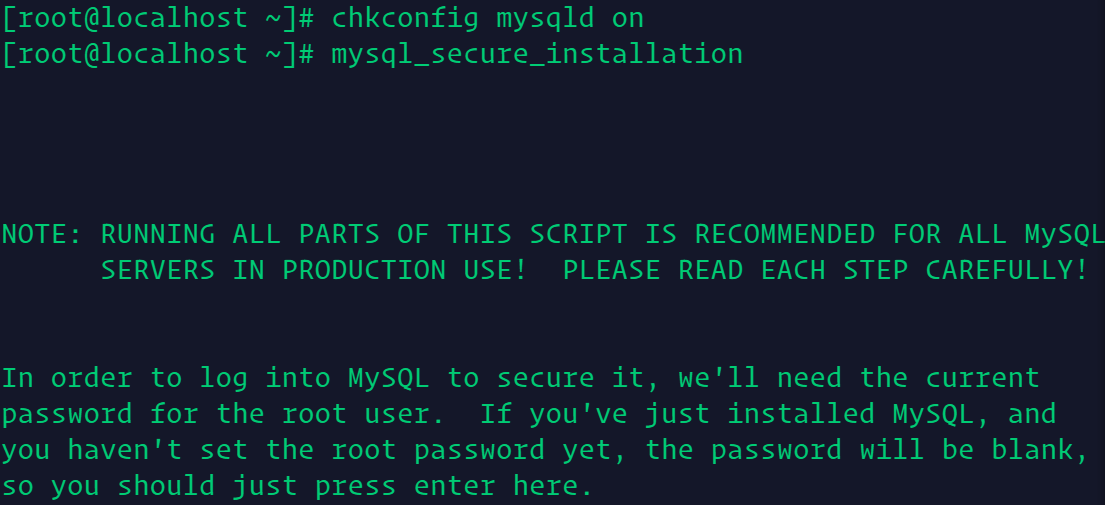 [root@localhost ~]# chkconfig mysqld on
[root@localhost ~]# mysql_secure_installation
NOTE: RUNNING ALL PARTS OF THIS SCRIPT IS RECOMMENDED FOR ALL MySQL
SERVERS IN PRODUCTION USE!  PLEASE READ EACH STEP CAREFULLY!
In order to log into MySQL to secure it, we'll need the current
password for the root user.  If you've just installed MySQL, and
you haven't set the root password yet, the password will be blank,
so you should just press enter here.